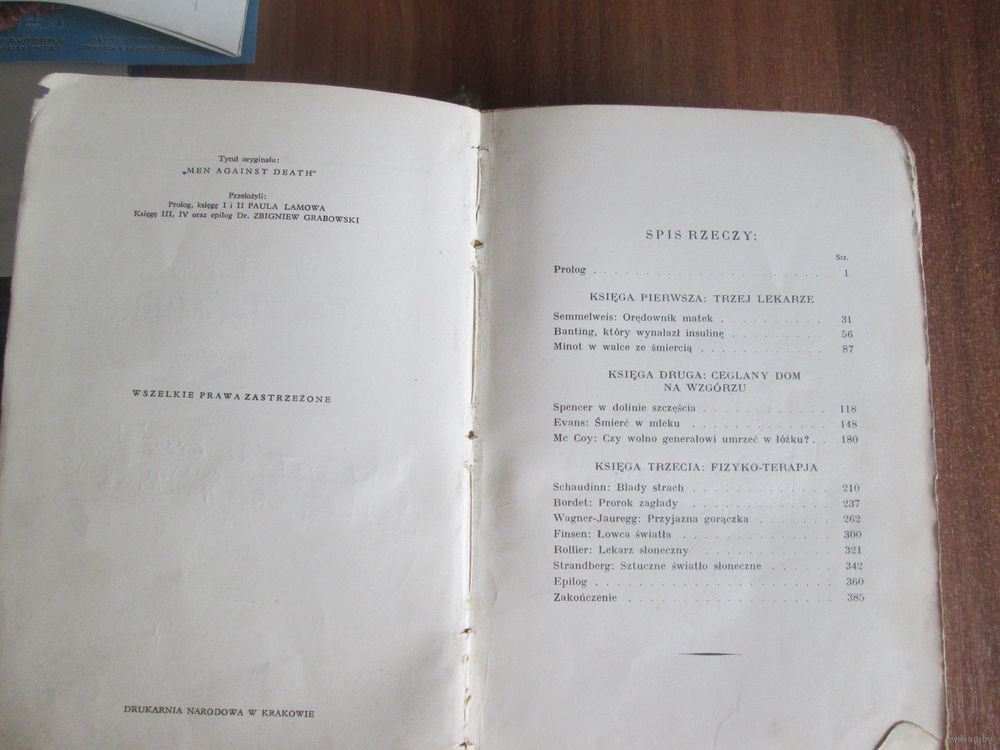 Tytuł oryginału:
„MEN AGAINST DEATH"
Przełożyli:
Prolog, księgę I i II PAULA LAMOWA
Księgę III, IV oraz epilog Dr. ZBIGNIEW GRABOWSKI
WSZELKIE PRAWA ZASTRZEŻONE
DRUKARNIA NARODOWA W KRAKOWIE
SPIS RZECZY:
Str.
Prolog . . . . . . . . . . . . . . . . . . . . 1
KSIĘGA PIERWSZA: TRZEJ LEKARZE
Semmelweis: Orędownik matek . . . . . . . . . . 31
Banting, który wynalazł insulinę . . . . . . . . . 56
Minot w walce ze śmiercią . . . . . . . . . . . 87
KSIĘGA DRUGA: CEGLANY DOM
NA WZGÓRZU
Spencer w dolinie szczęścia . . . . . . . . . . . 118
Evans: Śmierć w mleku . . . . . . . . . . . . 148
Mc Coy: Czy wolno generałowi umrzeć w łóżku? . . 180
KSIĘGA TRZECIA: FIZYKO-TERAPJA
Schaudinn: Blady strach . . . . . . . . . . . . 210
Bordet: Prorok zagłady . . . . . . . . . . . . 237
Wagner-Jauregg: Przyjazna gorączka . . . . . . . 262
Finsen: Łowca światła . . . . . . . . . . . . . 300
Rollier: Lekarz słoneczny . . . . . . . . . . . 321
Strandberg: Sztuczne światło słoneczne . . . . . . 342
Epilog . . . . . . . . . . . . . . . . . . . . 360
Zakończenie . . . . . . . . . . . . . . . . . . 385